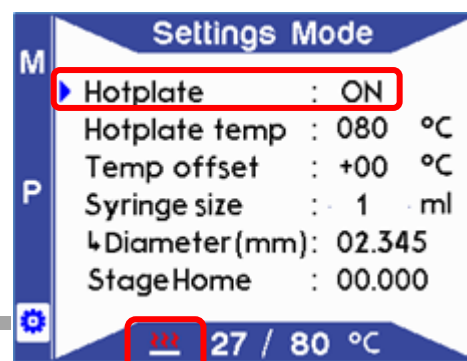 Settings Mode
M
Hotplate : ON
Hotplate temp : 080 °C
Temp offset : +00 °C
P
Syringe size : 1 ml
↳Diameter(mm): 02.345
StageHome : 00.000
27 / 80 °C